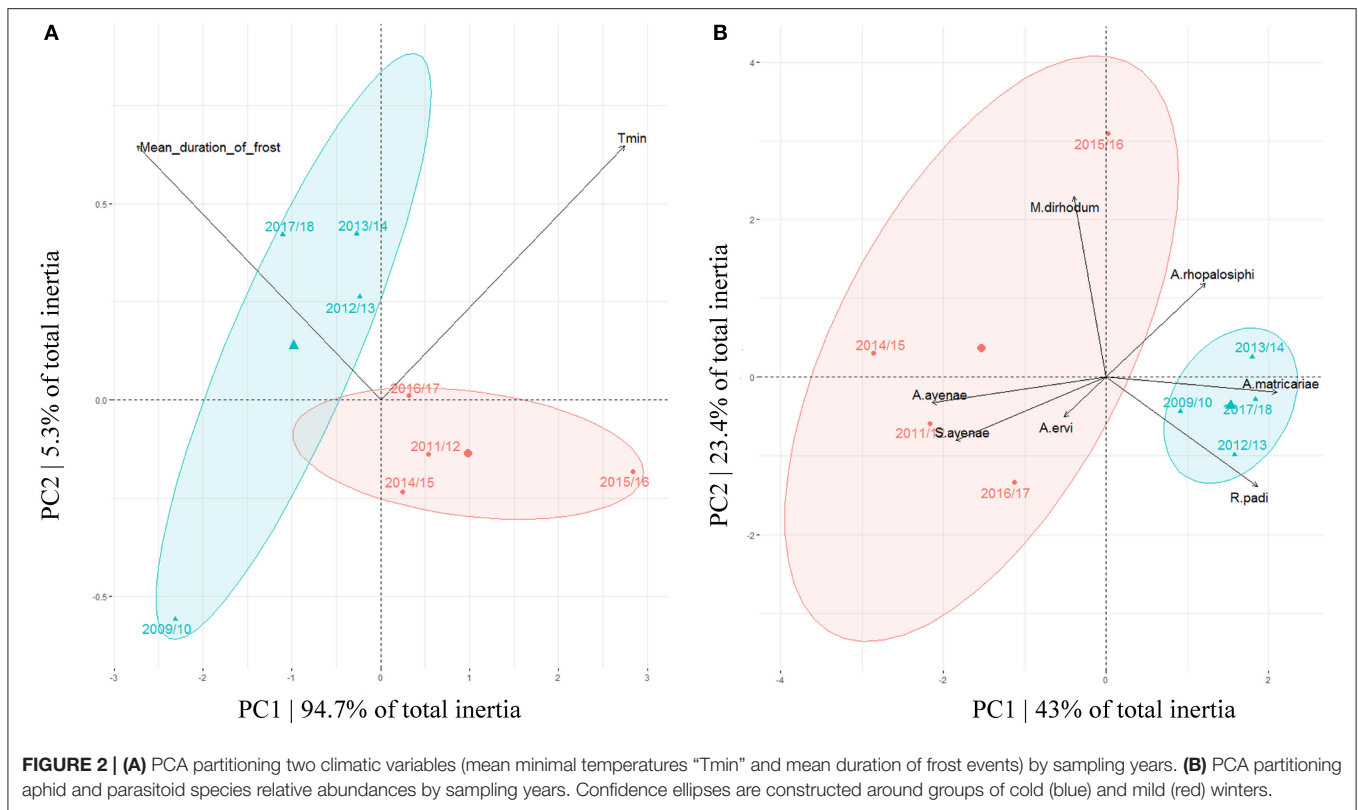 A
Mean_duration_of_frost
Tmin
0.5
2017/18
2013/14
2012/13
0.0
2016/17
2011/12
2014/15
2015/16
-0.5
2009/10
-3
-2
-1
0
1
2
3
PC2 | 5.3% of total inertia
PC1 | 94.7% of total inertia
B
4
2015/16
2
M.dirhodum
A.rhopalosiphi
2014/15
2013/14
0
A.matricariae
A.avenae
2009/10
2017/18
2011/12
S.avenae
A.ervi
2012/13
2016/17
R.padi
-2
-4
-2
0
2
PC2 | 23.4% of total inertia
PC1 | 43% of total inertia
FIGURE 2 | (A) PCA partitioning two climatic variables (mean minimal temperatures “Tmin” and mean duration of frost events) by sampling years. (B) PCA partitioning
aphid and parasitoid species relative abundances by sampling years. Confidence ellipses are constructed around groups of cold (blue) and mild (red) winters.